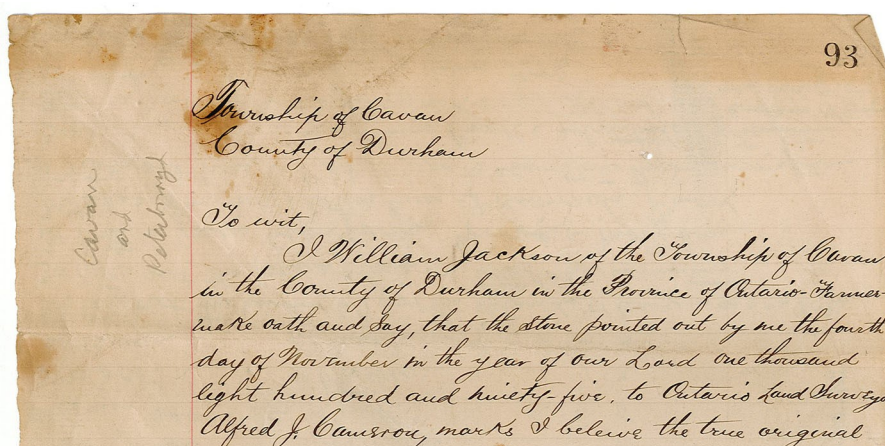 93
Township of Cavan
County of Durham
Cavan
and
Peterboro
To wit,
I William Jackson of the Township of Cavan
in the County of Durham in the Province of Ontario - Farmer -
make oath and say, that the stone pointed out by me the fourth
day of November in the year of our Lord one thousand
eight hundred and ninety-five, to Ontario Land Surveyo
Alfred J. Cameron, marks I beleive the true original